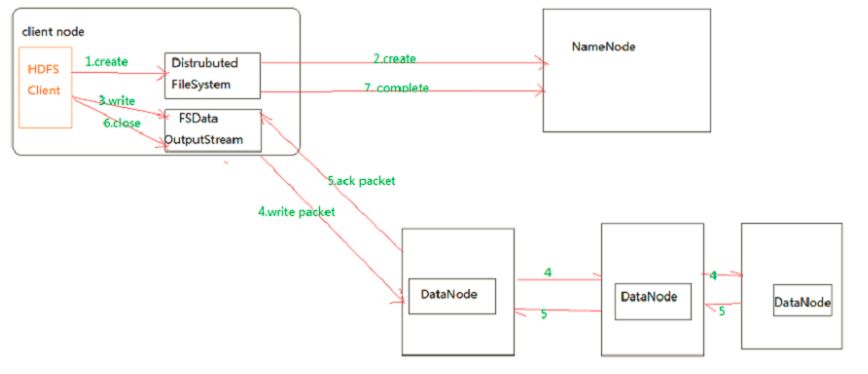 client node
HDFS
Client
1.create
Distrubuted
FileSystem
2.create
7. complete
NameNode
3.write
6.close
FSData
OutputStream
5.ack packet
4.write packet
DataNode
4
5
DataNode
4
5
DataNode